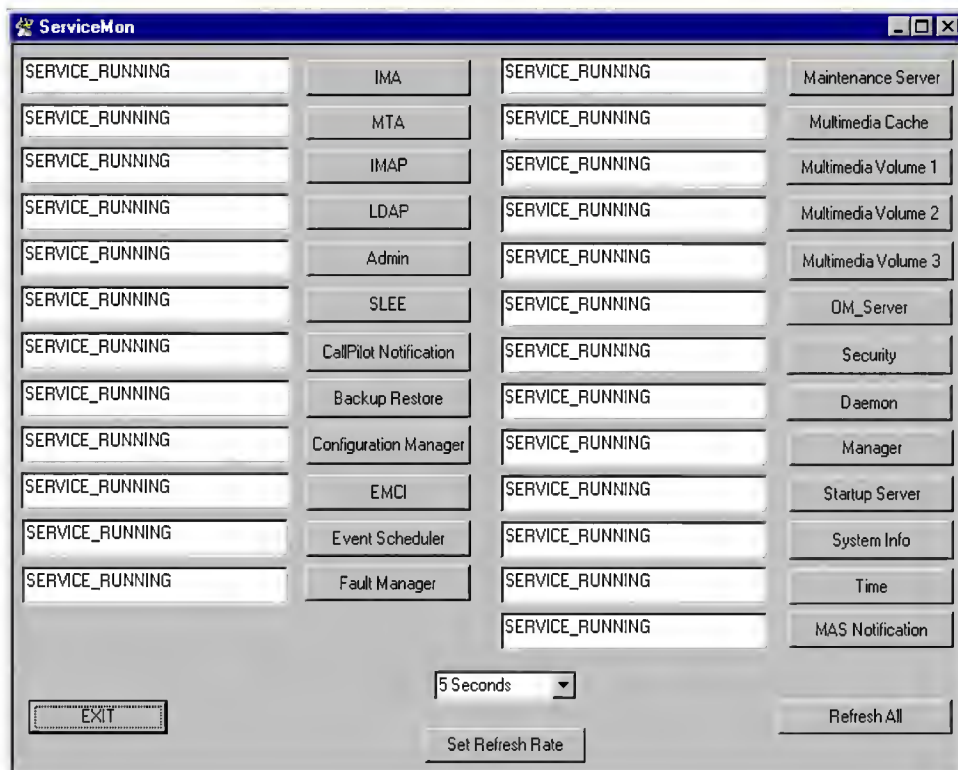 ServiceMon
SERVICE_RUNNING IMA SERVICE_RUNNING Maintenance Server
SERVICE_RUNNING MTA SERVICE_RUNNING Multimedia Cache
SERVICE_RUNNING IMAP SERVICE_RUNNING Multimedia Volume 1
SERVICE_RUNNING LDAP SERVICE_RUNNING Multimedia Volume 2
SERVICE_RUNNING Admin SERVICE_RUNNING Multimedia Volume 3
SERVICE_RUNNING SLEE SERVICE_RUNNING OM_Server
SERVICE_RUNNING CallPilot Notification SERVICE_RUNNING Security
SERVICE_RUNNING Backup Restore SERVICE_RUNNING Daemon
SERVICE_RUNNING Configuration Manager SERVICE_RUNNING Manager
SERVICE_RUNNING EMCI SERVICE_RUNNING Startup Server
SERVICE_RUNNING Event Scheduler SERVICE_RUNNING System Info
SERVICE_RUNNING Fault Manager SERVICE_RUNNING Time
SERVICE_RUNNING MAS Notification
5 Seconds
EXIT Refresh All
Set Refresh Rate